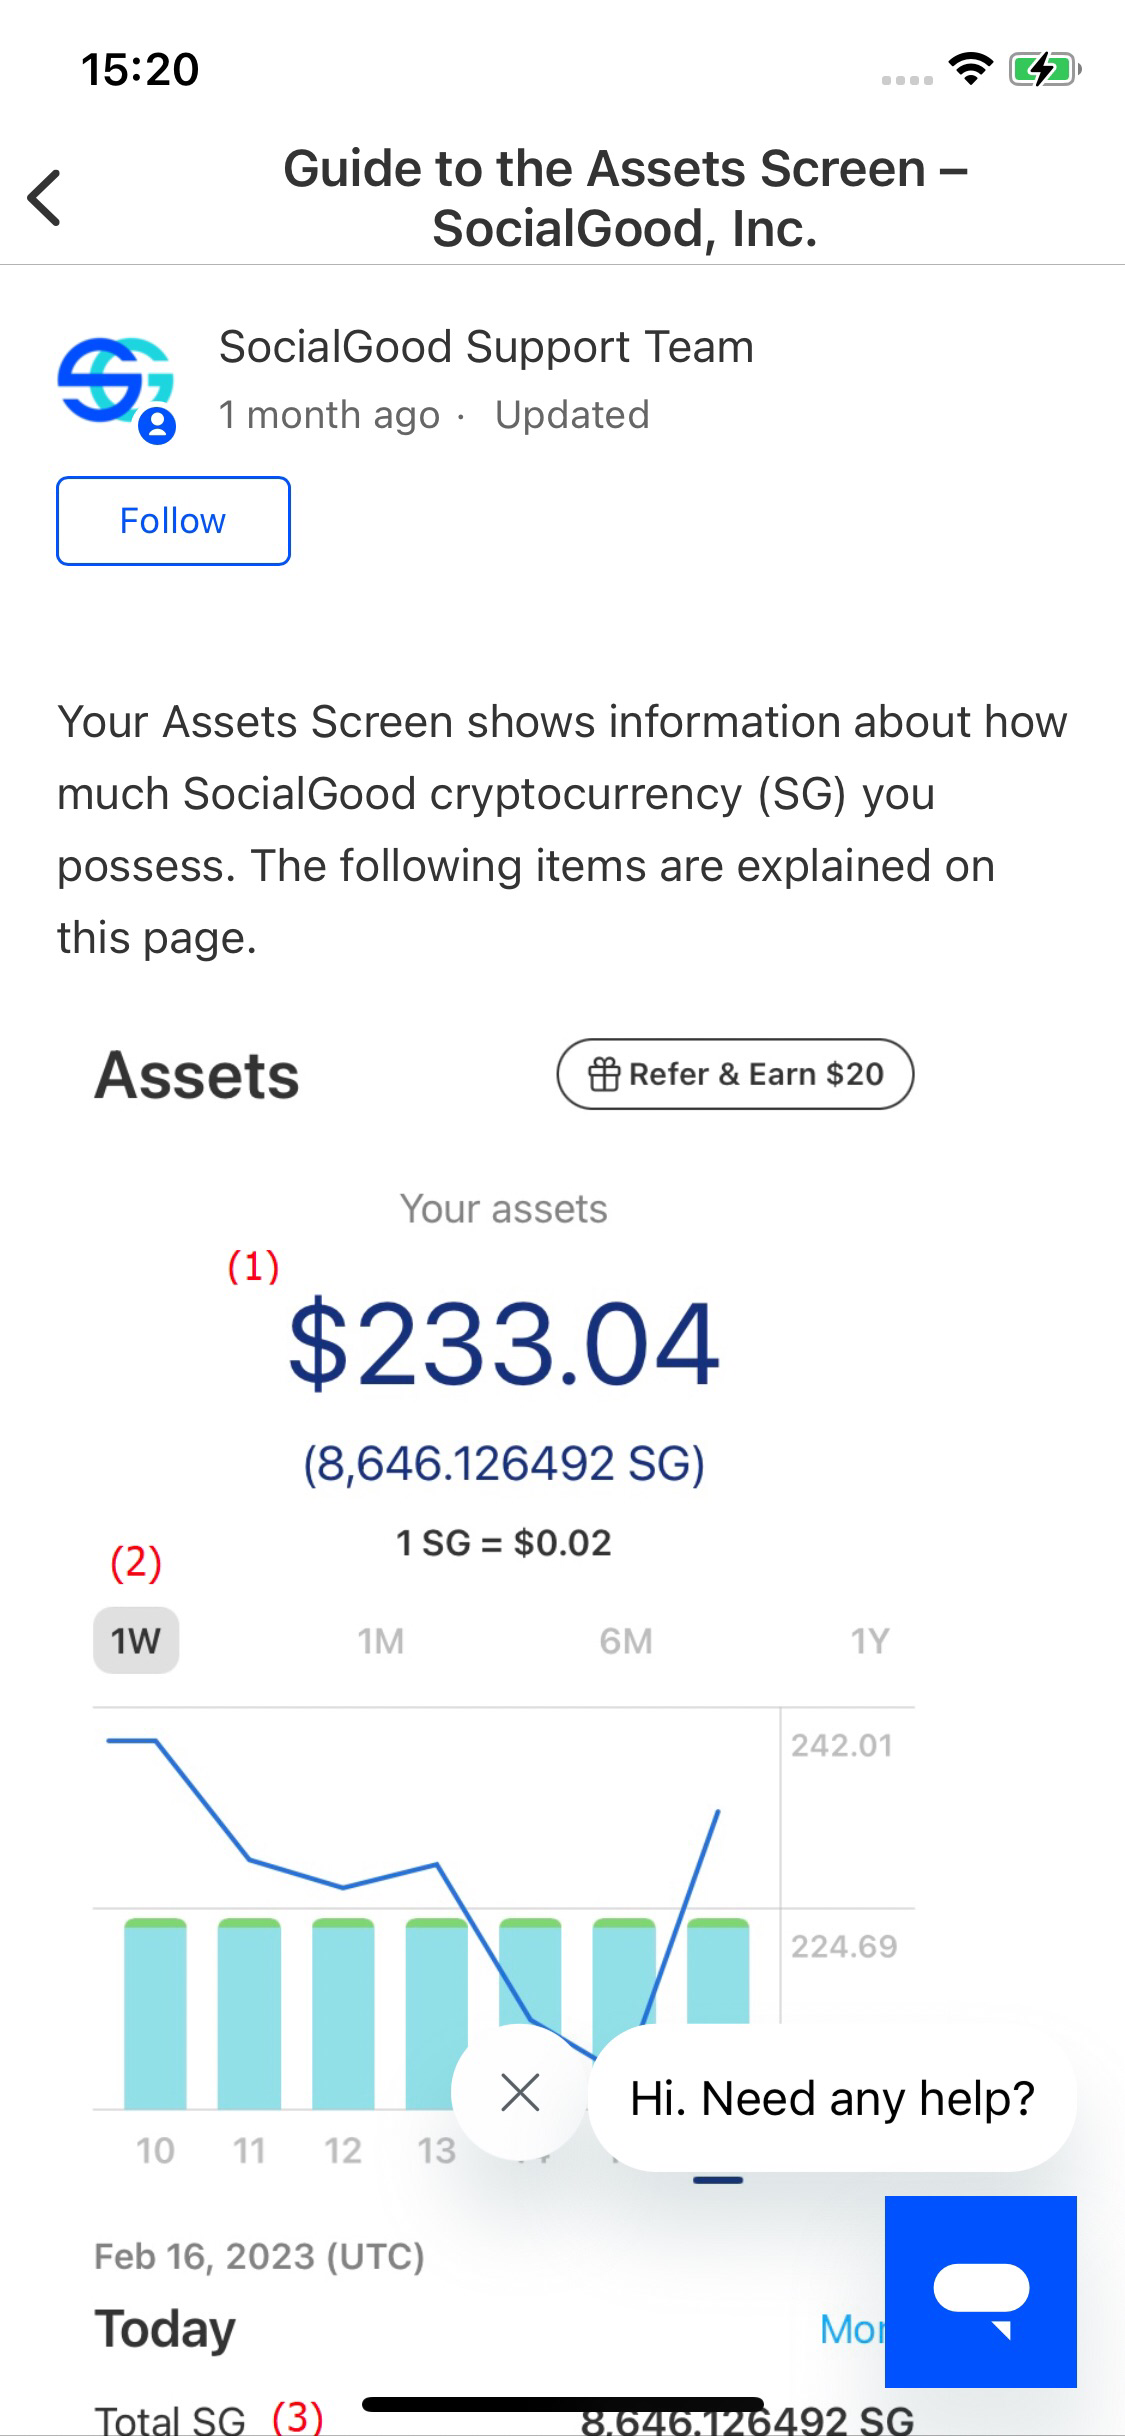 15:20
Guide to the Assets Screen –
SocialGood, Inc.
SocialGood Support Team
1 month ago · Updated
Follow
Your Assets Screen shows information about how
much SocialGood cryptocurrency (SG) you
possess. The following items are explained on
this page.
Assets
Refer & Earn $20
Your assets
(1)
$233.04
(8,646.126492 SG)
1 SG = $0.02
(2)
1W 1M 6M 1Y
242.01
224.69
Hi. Need any help?
10 11 12 13
Feb 16, 2023 (UTC)
Today
Total SG (3) 8,646.126492 SG